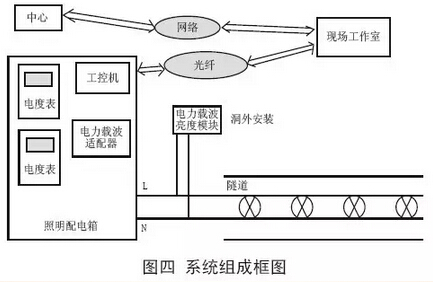 中心
网络
现场工作室
光纤
工控机
电度表
电力载波
亮度模块
洞外安装
电力载波
适配器
电度表
L
隧道
照明配电箱
N
图四 系统组成框图